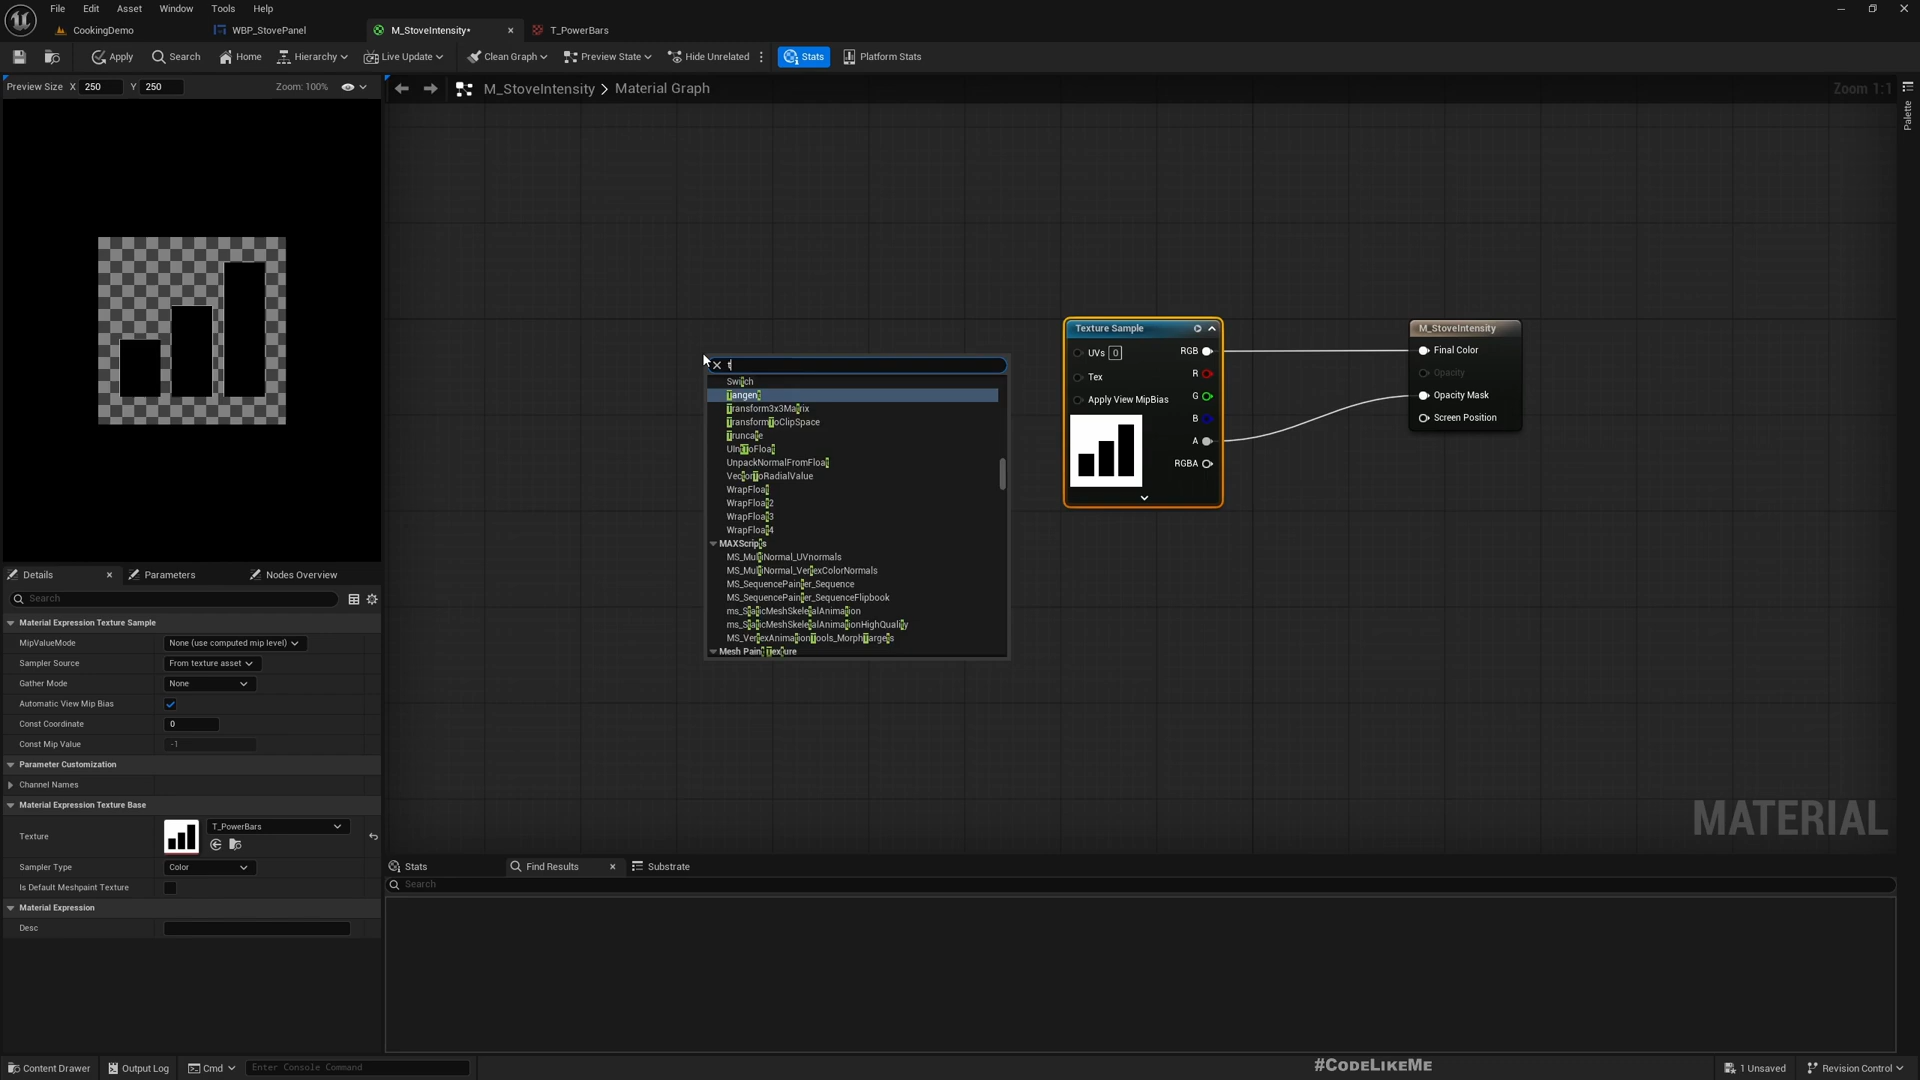 File Edit Asset Window Tools Help
CookingDemo WBP_StovePanel M_StoveIntensity• T_PowerBars
Apply Search Home Hierarchy Live Update Clean Graph Preview State Hide Unrelated Stats Platform Stats
Preview Size X 250 Y 250 Zoom: 100%
M_StoveIntensity > Material Graph Zoom 1:1
Palette
t
Switch
Tangent
Transform3x3Matrix
TransformToClipSpace
Truncate
UIntToFloat
UnpackNormalFromFloat
VectorToRadialValue
WrapFloat
WrapFloat2
WrapFloat3
WrapFloat4
MAXScripts
MS_MultiNormal_UVnormals
MS_MultiNormal_VertexColorNormals
MS_SequencePainter_Sequence
MS_SequencePainter_SequenceFlipbook
ms_StaticMeshSkeletalAnimation
ms_StaticMeshSkeletalAnimationHighQuality
MS_VertexAnimationTools_MorphTargets
Mesh Paint Texture
Texture Sample
UVs 0 RGB
R
Tex
G
Apply View MipBias
B
A
RGBA
M_StoveIntensity
Final Color
Opacity
Opacity Mask
Screen Position
MATERIAL
Details Parameters Nodes Overview
Search
Material Expression Texture Sample
MipValueMode None (use computed mip level)
Sampler Source From texture asset
Gather Mode None
Automatic View Mip Bias
Const Coordinate 0
Const Mip Value -1
Parameter Customization
Channel Names
Material Expression Texture Base
Texture T_PowerBars
Sampler Type Color
Is Default Meshpaint Texture
Material Expression
Desc
Stats Find Results Substrate
Search
Content Drawer Output Log Cmd Enter Console Command #CODELIKEME 1 Unsaved Revision Control